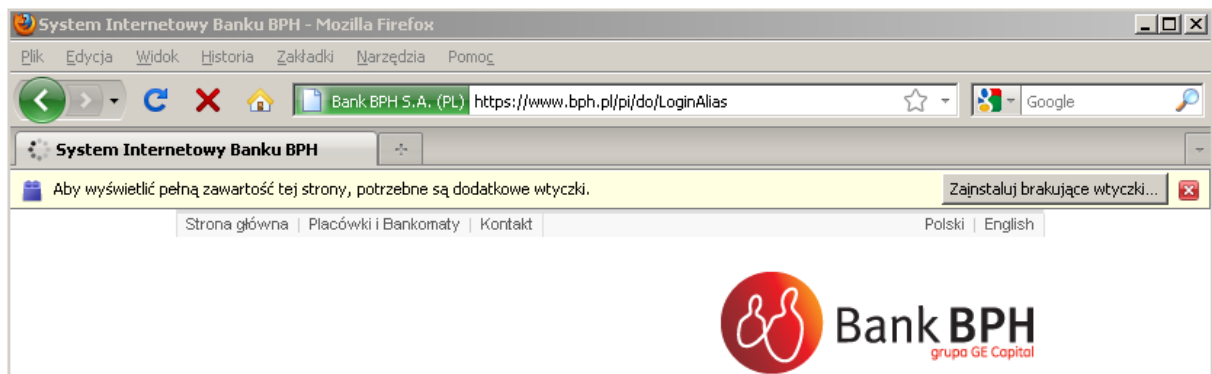 System Internetowy Banku BPH - Mozilla Firefox
Plik Edycja Widok Historia Zakładki Narzędzia Pomoc
Bank BPH S.A. (PL) https://www.bph.pl/pi/do/LoginAlias Google
System Internetowy Banku BPH
Aby wyświetlić pełną zawartość tej strony, potrzebne są dodatkowe wtyczki. Zainstaluj brakujące wtyczki...
Strona główna | Placówki i Bankomaty | Kontakt Polski | English
Bank BPH
grupa GE Capital